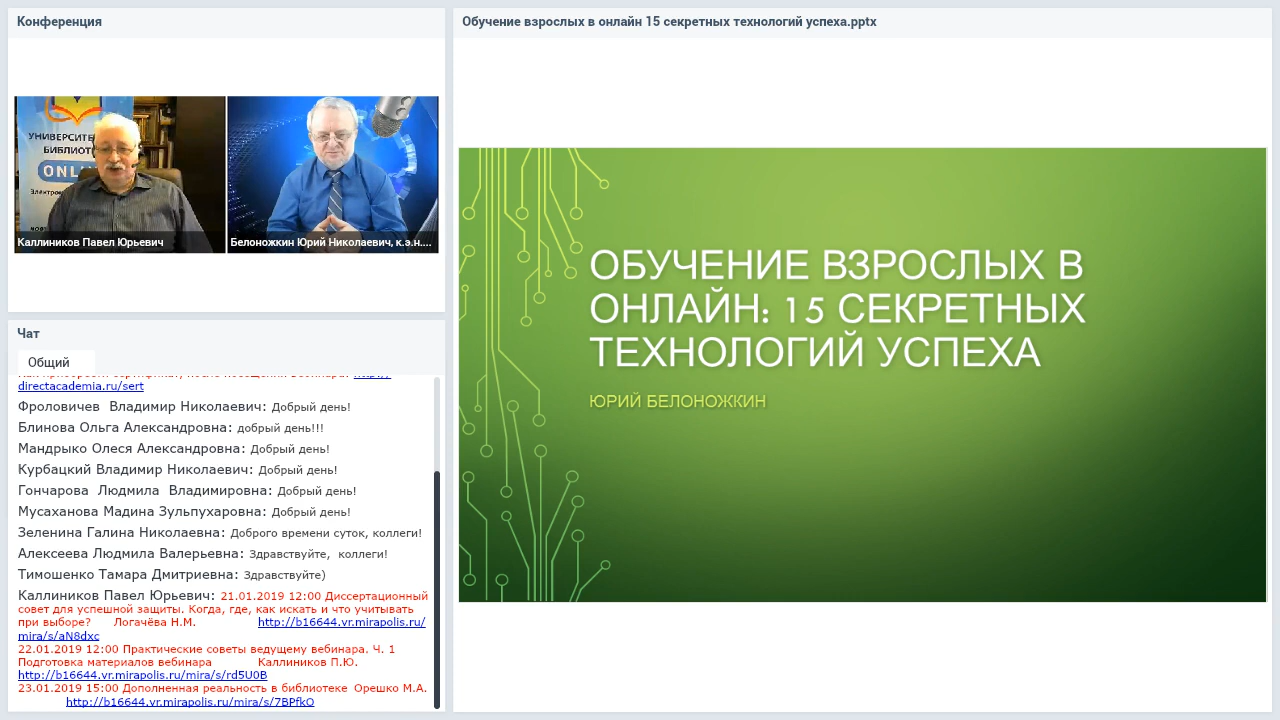 Конференция
УНИВЕРСИТЕ
БИБЛИОТ
ONLI
Каллиников Павел Юрьевич
Белоножкин Юрий Николаевич, к.э.н....
Чат
Общий
directacademia.ru/sert
Фроловичев Владимир Николаевич: Добрый день!
Блинова Ольга Александровна: добрый день!!!
Мандрыко Олеся Александровна: Добрый день!
Курбацкий Владимир Николаевич: Добрый день!
Гончарова Людмила Владимировна: Добрый день!
Мусаханова Мадина Зульпухаровна: Добрый день!
Зеленина Галина Николаевна: Доброго времени суток, коллеги!
Алексеева Людмила Валерьевна: Здравствуйте, коллеги!
Тимошенко Тамара Дмитриевна: Здравствуйте)
Каллиников Павел Юрьевич: 21.01.2019 12:00 Диссертационный
совет для успешной защиты. Когда, где, как искать и что учитывать
при выборе? Логачёва Н.М. http://b16644.vr.mirapolis.ru/
mira/s/aN8dxc
22.01.2019 12:00 Практические советы ведущему вебинара. Ч. 1
Подготовка материалов вебинара Каллиников П.Ю.
http://b16644.vr.mirapolis.ru/mira/s/rd5U0B
23.01.2019 15:00 Дополненная реальность в библиотеке Орешко М.А.
http://b16644.vr.mirapolis.ru/mira/s/7BPfkO
Обучение взрослых в онлайн 15 секретных технологий успеха.pptx
ОБУЧЕНИЕ ВЗРОСЛЫХ В
ОНЛАЙН: 15 СЕКРЕТНЫХ
ТЕХНОЛОГИЙ УСПЕХА
ЮРИЙ БЕЛОНОЖКИН